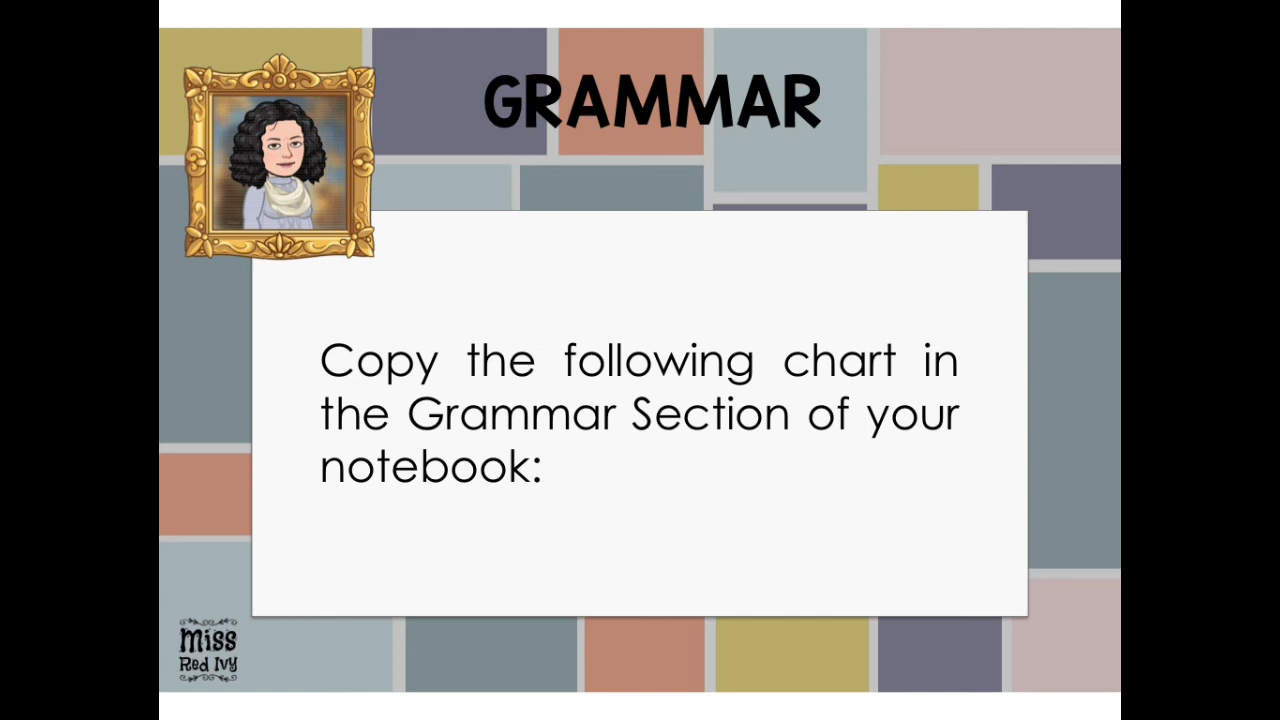 GRAMMAR
Copy the following chart in
the Grammar Section of your
notebook:
Miss
Red Ivy